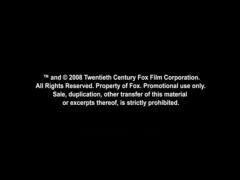 ™ and © 2008 Twentieth Century Fox Film Corporation.
All Rights Reserved. Property of Fox. Promotional use only.
Sale, duplication, other transfer of this material
or excerpts thereof, is strictly prohibited.